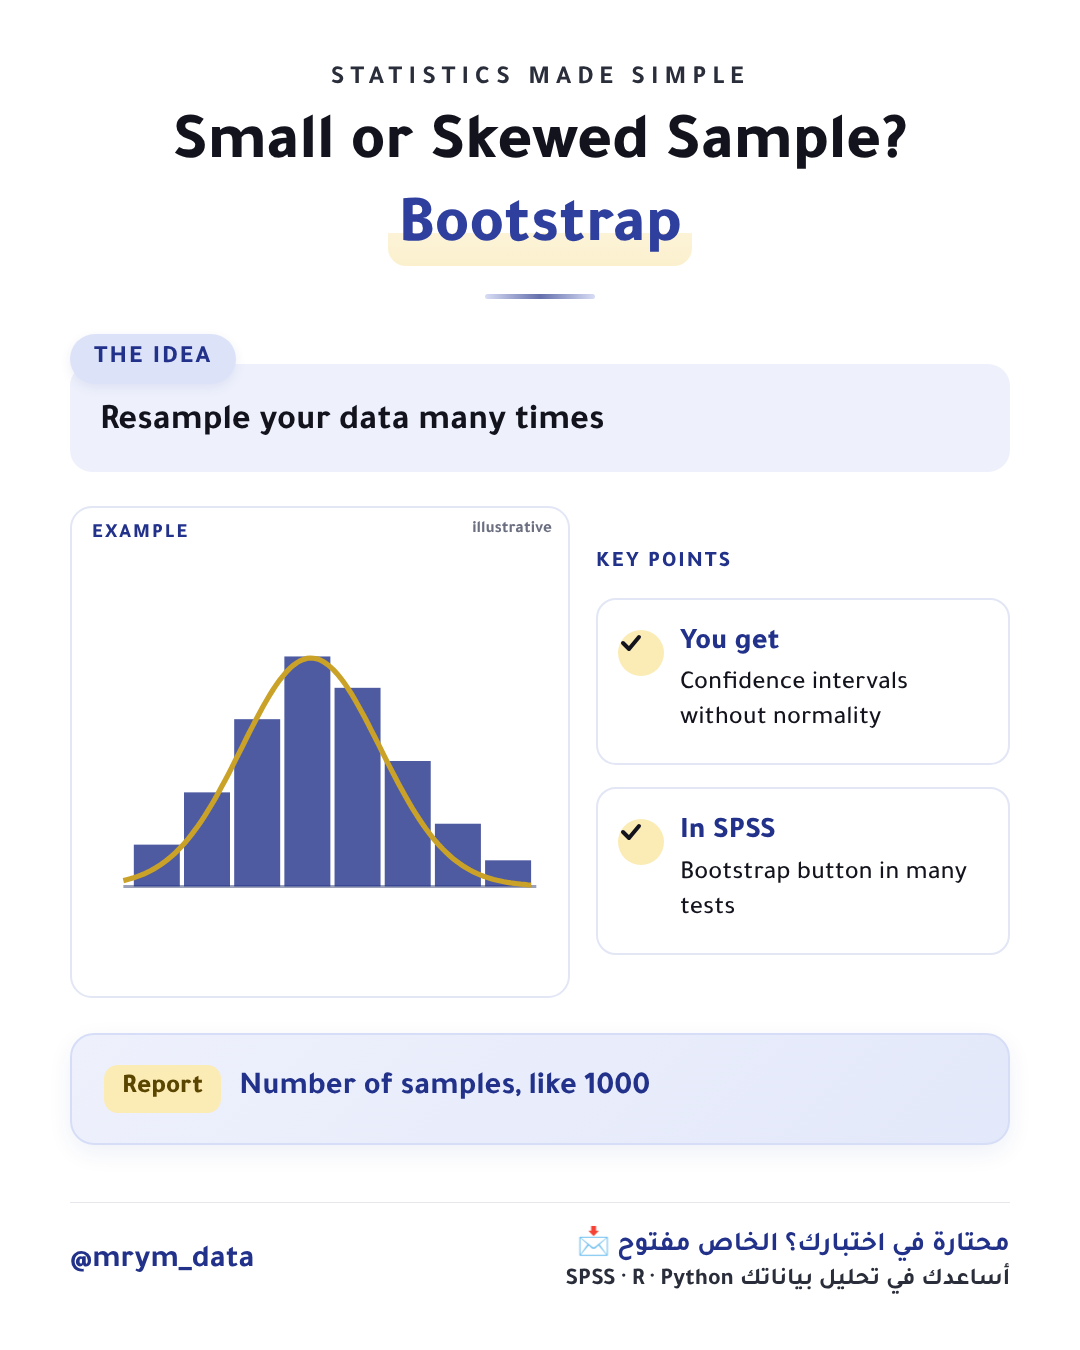 STATISTICS MADE SIMPLE
Small or Skewed Sample?
Bootstrap
THE IDEA
Resample your data many times
EXAMPLE
illustrative
KEY POINTS
You get
Confidence intervals
without normality
In SPSS
Bootstrap button in many
tests
Report Number of samples, like 1000
@mrym_data
محتارة في اختبارك؟ الخاص مفتوح 📩
أساعدك في تحليل بياناتك SPSS · R · Python